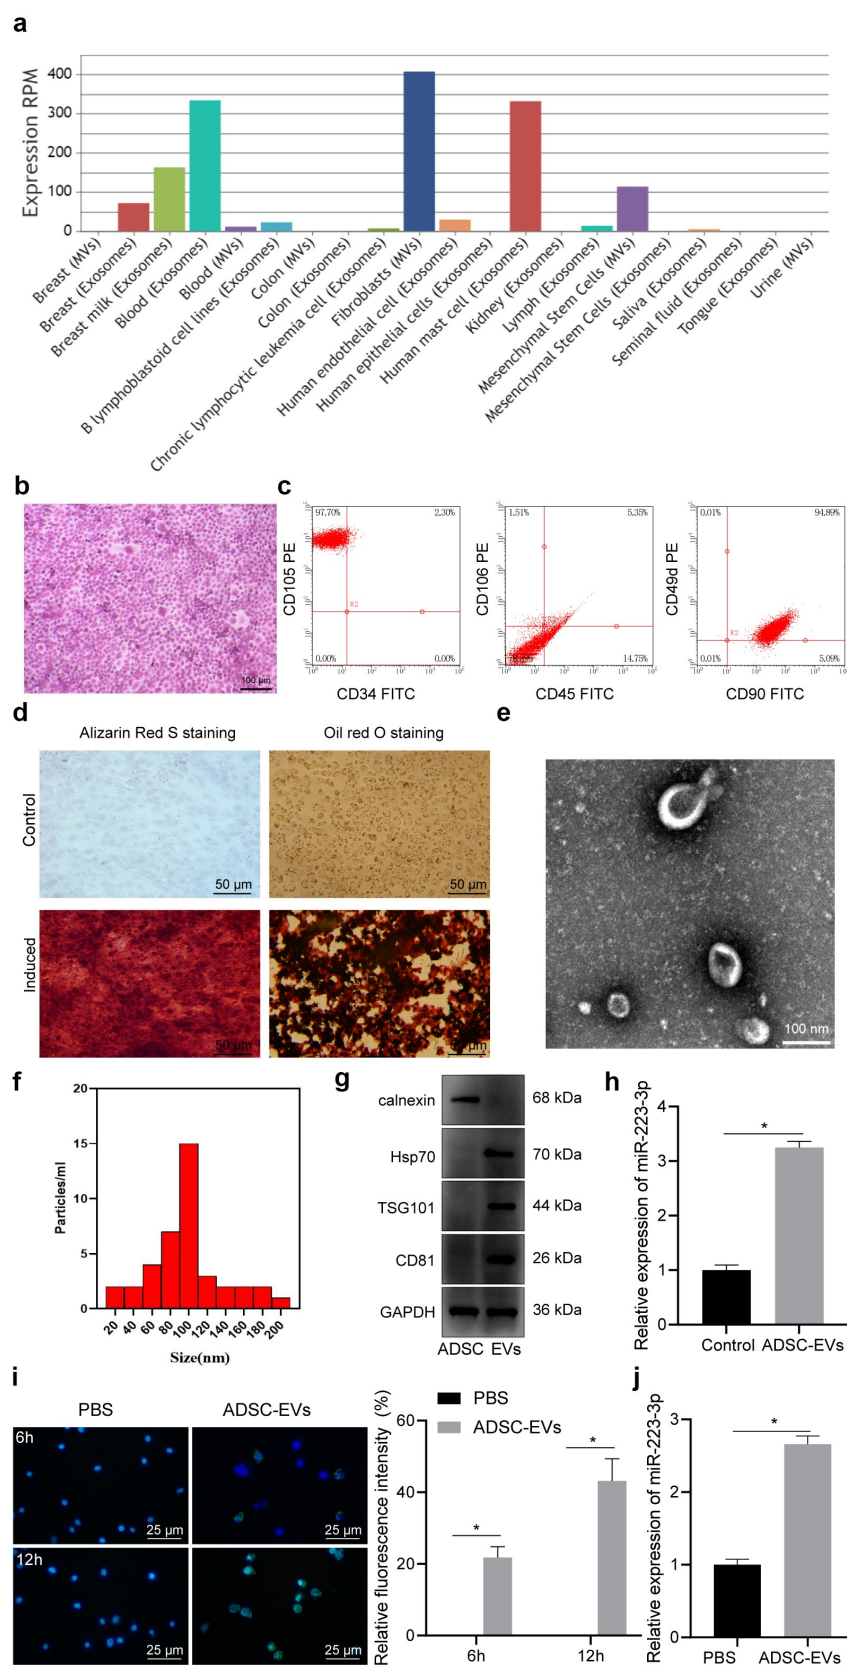 a
Expression RPM
400
300
200
100
0
Breast (MVs)
Breast (Exosomes)
Breast milk (Exosomes)
Blood (Exosomes)
Blood (MVs)
B lymphoblastoid cell lines (Exosomes)
Colon (MVs)
Colon (Exosomes)
Chronic lymphocytic leukemia cell (Exosomes)
Fibroblasts (MVs)
Human endothelial cell (Exosomes)
Human epithelial cells (Exosomes)
Human mast cell (Exosomes)
Kidney (Exosomes)
Lymph (Exosomes)
Mesenchymal Stem Cells (MVs)
Mesenchymal Stem Cells (Exosomes)
Saliva (Exosomes)
Seminal fluid (Exosomes)
Tongue (Exosomes)
Urine (MVs)
b
100 μm
c
97.70% 2.30%
R2
0.00% 0.00%
CD105 PE
CD34 FITC
1.51% 5.35%
14.75%
CD106 PE
CD45 FITC
0.01% 94.89%
R2
0.01% 5.09%
CD49d PE
CD90 FITC
d
Alizarin Red S staining Oil red O staining
Control
50 μm 50 μm
Induced
50 μm 50 μm
e
100 nm
f
Particles/ml
20
15
10
5
0
20 40 60 80 100 120 140 160 180 200
Size(nm)
g
calnexin 68 kDa
Hsp70 70 kDa
TSG101 44 kDa
CD81 26 kDa
GAPDH 36 kDa
ADSC EVs
h
Relative expression of miR-223-3p
4
3
2
1
0
*
Control ADSC-EVs
i
PBS ADSC-EVs
6h
25 μm 25 μm
12h
25 μm 25 μm
Relative fluorescence intensity (%)
PBS
ADSC-EVs
60
40
20
0
*
*
6h 12h
j
Relative expression of miR-223-3p
3
2
1
0
*
PBS ADSC-EVs